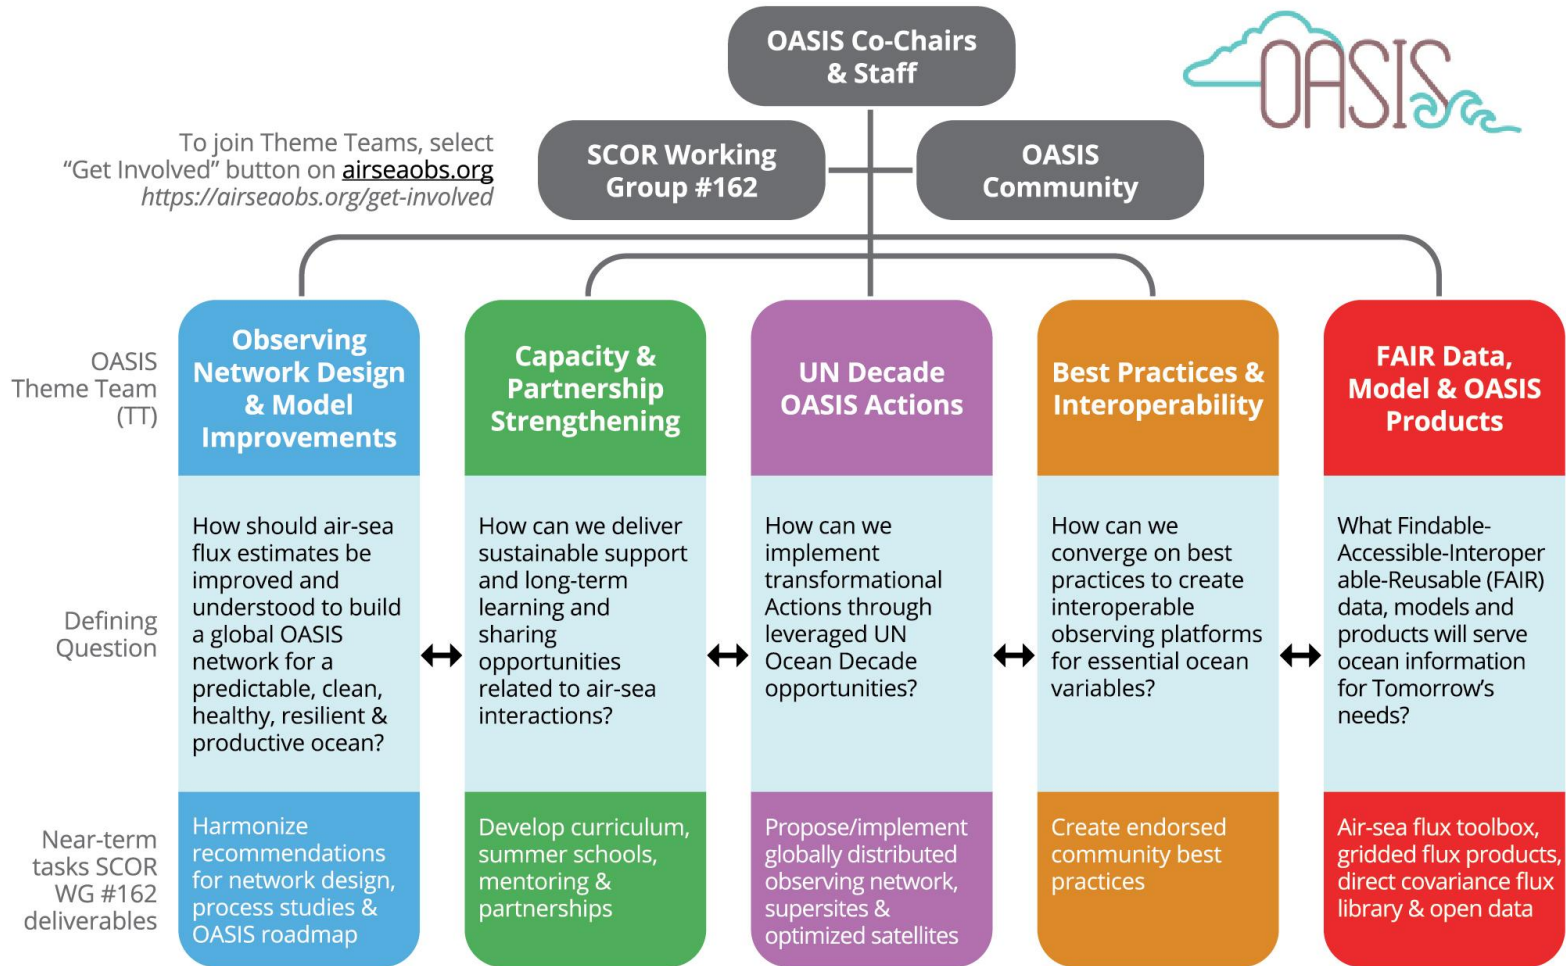 OASIS Co-Chairs
& Staff
OASIS
To join Theme Teams, select
“Get Involved” button on airseaobs.org
https://airseaobs.org/get-involved
SCOR Working
Group #162
OASIS
Community
OASIS
Theme Team
(TT)
Observing
Network Design
& Model
Improvements
Capacity &
Partnership
Strengthening
UN Decade
OASIS Actions
Best Practices &
Interoperability
FAIR Data,
Model & OASIS
Products
Defining
Question
How should air-sea
flux estimates be
improved and
understood to build
a global OASIS
network for a
predictable, clean,
healthy, resilient &
productive ocean?
How can we deliver
sustainable support
and long-term
learning and
sharing
opportunities
related to air-sea
interactions?
How can we
implement
transformational
Actions through
leveraged UN
Ocean Decade
opportunities?
How can we
converge on best
practices to create
interoperable
observing platforms
for essential ocean
variables?
What Findable-
Accessible-Interoper
able-Reusable (FAIR)
data, models and
products will serve
ocean information
for Tomorrow’s
needs?
Near-term
tasks SCOR
WG #162
deliverables
Harmonize
recommendations
for network design,
process studies &
OASIS roadmap
Develop curriculum,
summer schools,
mentoring &
partnerships
Propose/implement
globally distributed
observing network,
supersites &
optimized satellites
Create endorsed
community best
practices
Air-sea flux toolbox,
gridded flux products,
direct covariance flux
library & open data